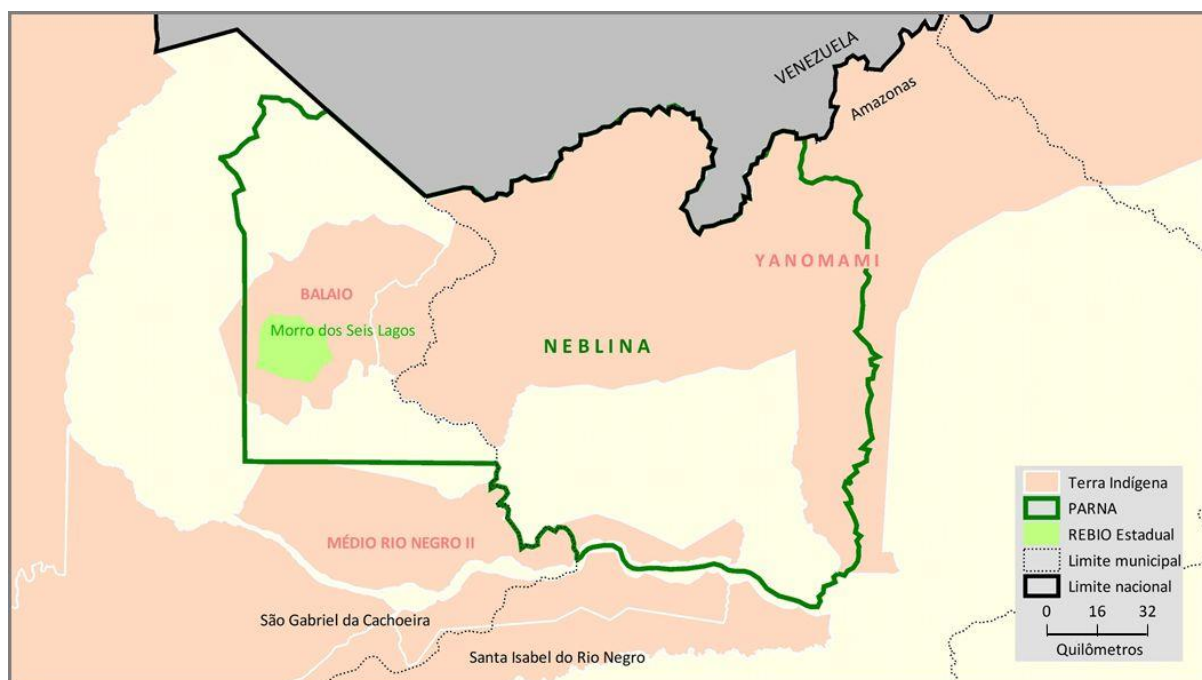 VENEZUELA
Amazonas
YANOMAMI
BALAIO
Morro dos Seis Lagos
NEBLINA
MÉDIO RIO NEGRO II
São Gabriel da Cachoeira
Santa Isabel do Rio Negro
Terra Indígena
PARNA
REBIO Estadual
Limite municipal
Limite nacional
0 16 32
Quilômetros